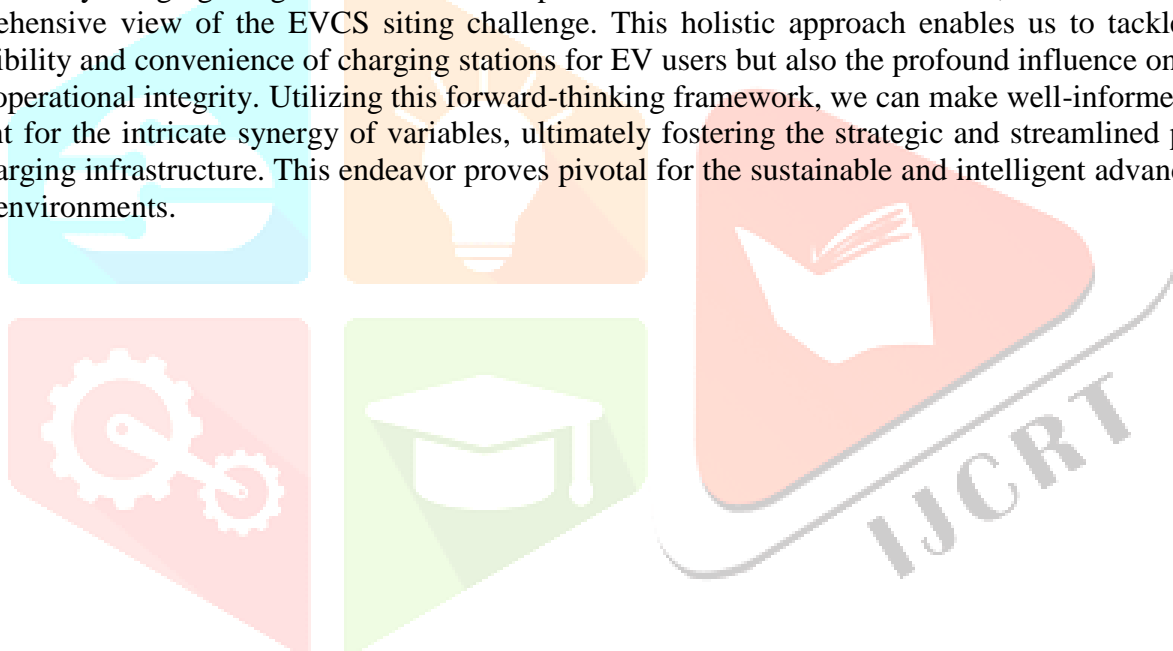 ehensive view of the EVCS siting challenge. This holistic approach enables us to tackle
ibility and convenience of charging stations for EV users but also the profound influence on
operational integrity. Utilizing this forward-thinking framework, we can make well-informe
nt for the intricate synergy of variables, ultimately fostering the strategic and streamlined p
arging infrastructure. This endeavor proves pivotal for the sustainable and intelligent advan
environments.
IJCRT